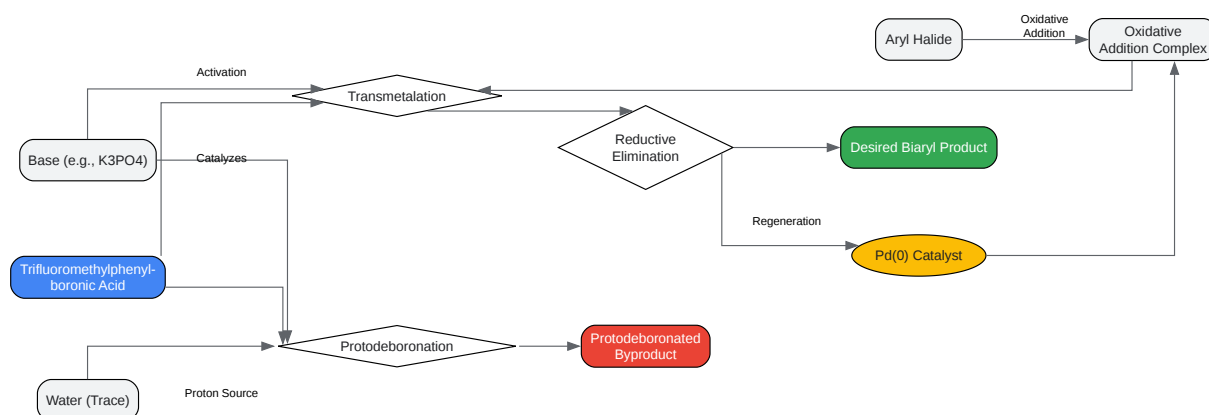 Oxidative
Addition
Aryl Halide
Oxidative
Addition Complex
Activation
Transmetalation
Reductive
Elimination
Base (e.g., K3PO4)
Catalyzes
Desired Biaryl Product
Regeneration
Pd(0) Catalyst
Trifluoromethylphenyl-
boronic Acid
Protodeboronation
Protodeboronated
Byproduct
Water (Trace)
Proton Source